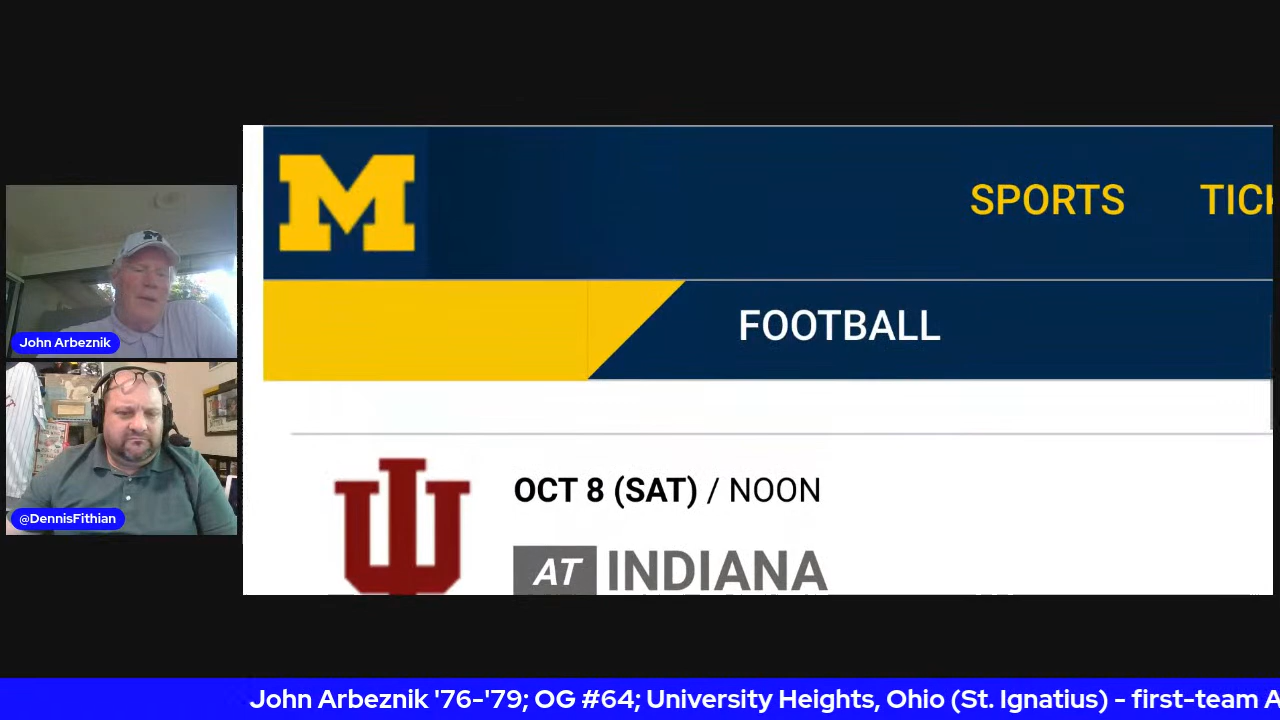 M
SPORTS TICK
FOOTBALL
OCT 8 (SAT) / NOON
AT INDIANA
John Arbeznik
@DennisFithian
John Arbeznik '76-'79; OG #64; University Heights, Ohio (St. Ignatius) - first-team A